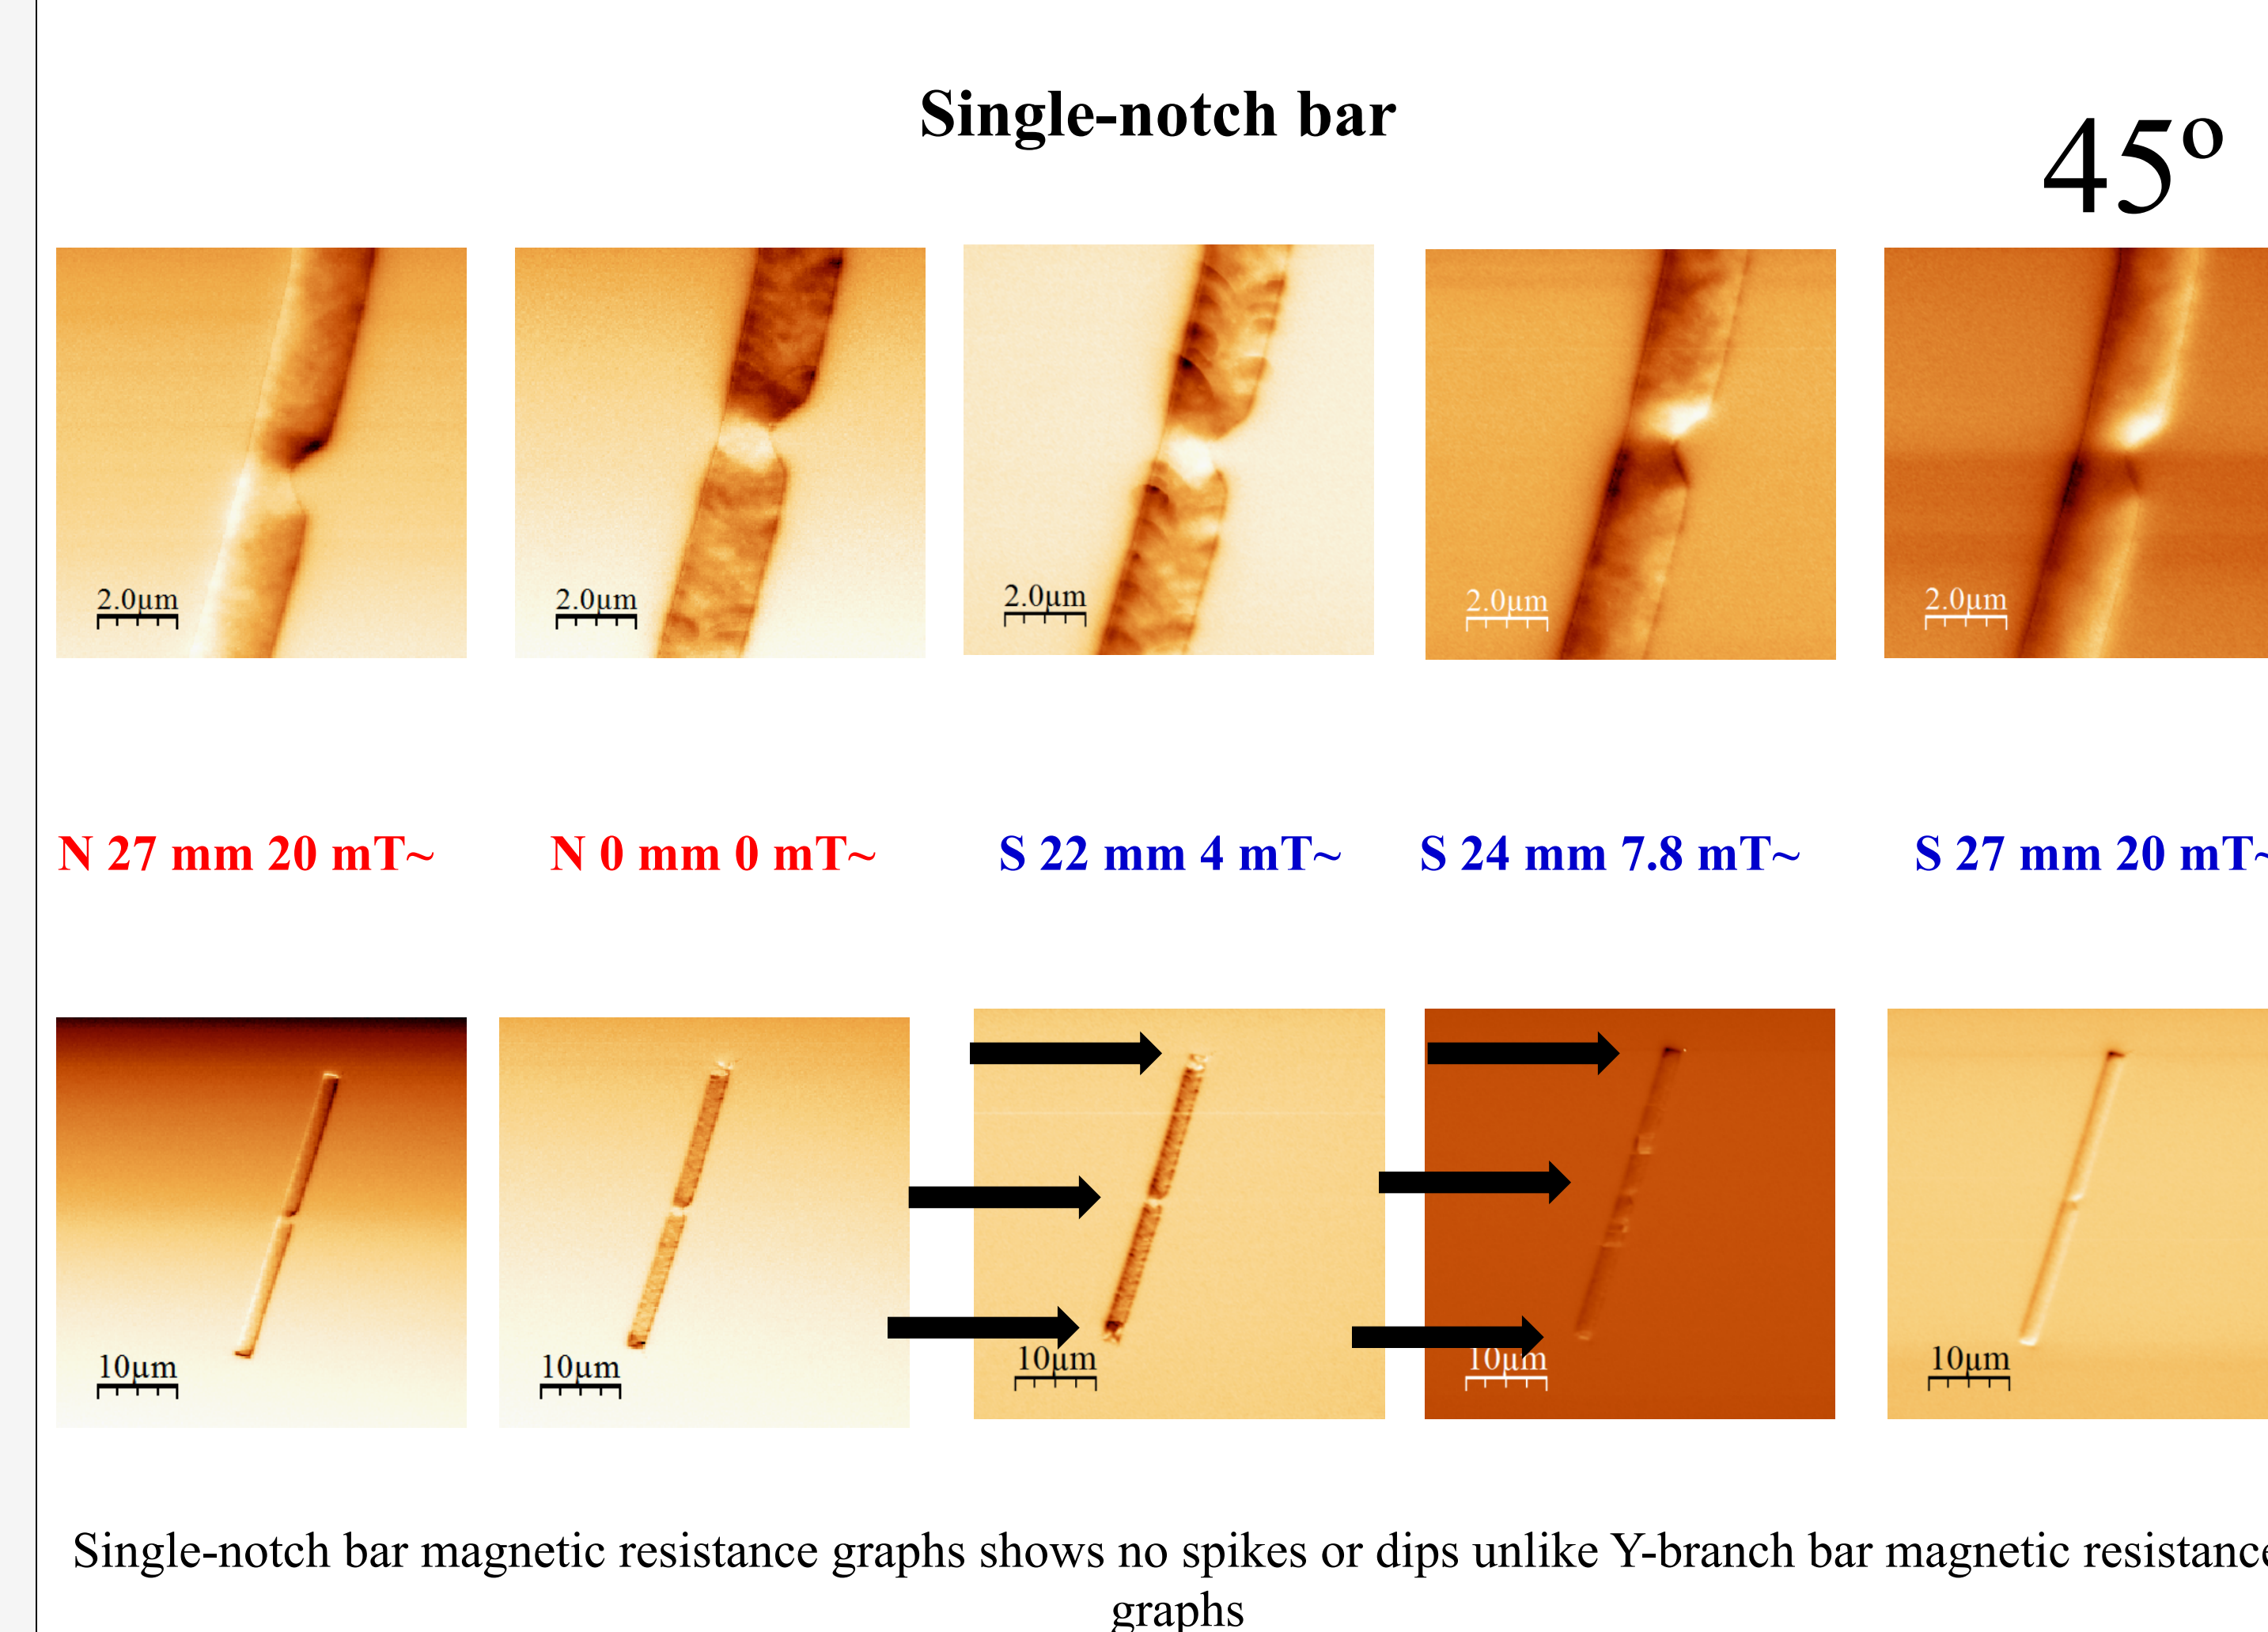 Single-notch bar
45º
2.0µm
2.0µm
2.0µm
2.0µm
2.0µm
N 27 mm 20 mT~
N 0 mm 0 mT~
S 22 mm 4 mT~
S 24 mm 7.8 mT~
S 27 mm 20 mT~
10µm
10µm
10µm
10µm
10µm
Single-notch bar magnetic resistance graphs shows no spikes or dips unlike Y-branch bar magnetic resistance
graphs